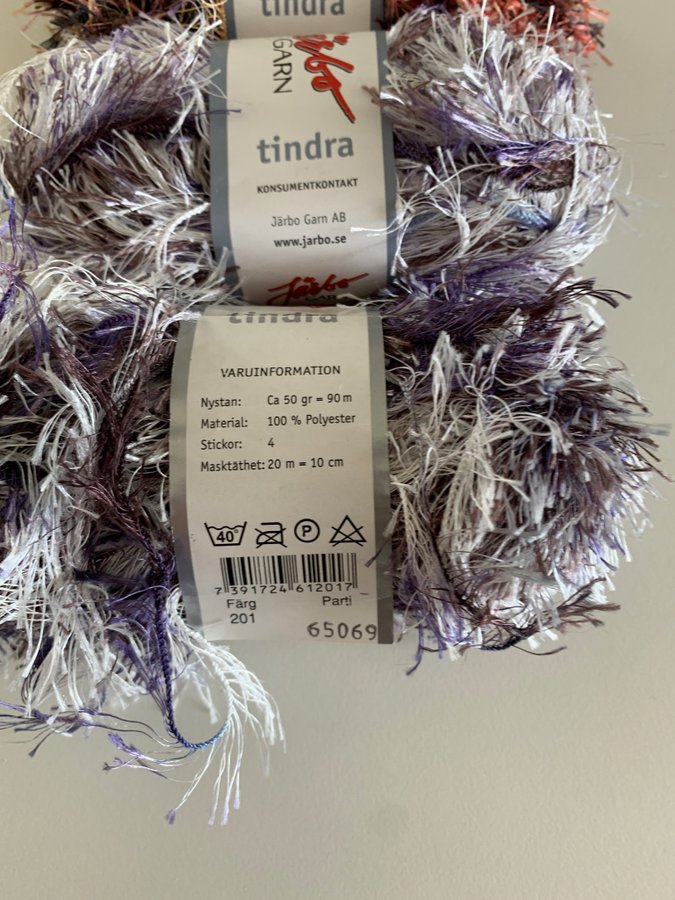 tindra
Järbo
GARN
tindra
KONSUMENTKONTAKT
Järbo Garn AB
www.jarbo.se
Järbo
tindra
VARUINFORMATION
Nystan: Ca 50 gr = 90 m
Material: 100 % Polyester
Stickor: 4
Masktäthet: 20 m = 10 cm
40° P
7 391724 612017
Färg Parti
201
65069